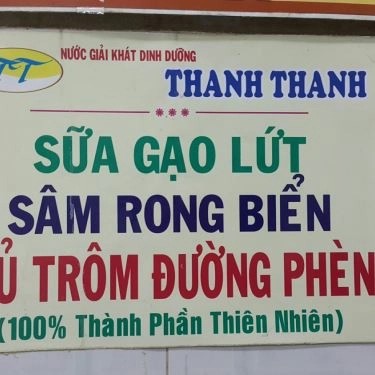 TT
NƯỚC GIẢI KHÁT DINH DƯỠNG
THANH THANH
SỮA GẠO LỨT
SÂM RONG BIỂN
Ủ TRÔM ĐƯỜNG PHÈN
(100% Thành Phần Thiên Nhiên)